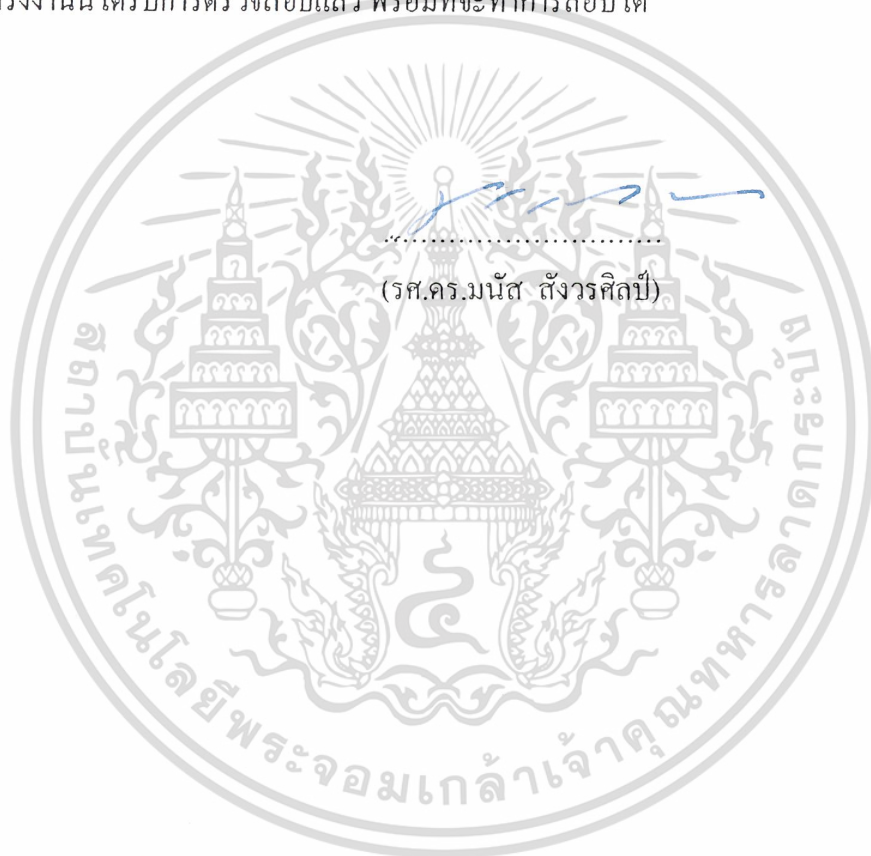 โครงงานนี้ได้รับการตรวจสอบแล้ว พร้อมที่จะทำการสอบได้
(รศ.ดร.มนัส สังวรศิลป์)
สถาบันเทคโนโลยีพระจอมเกล้าเจ้าคุณทหารลาดกระบัง